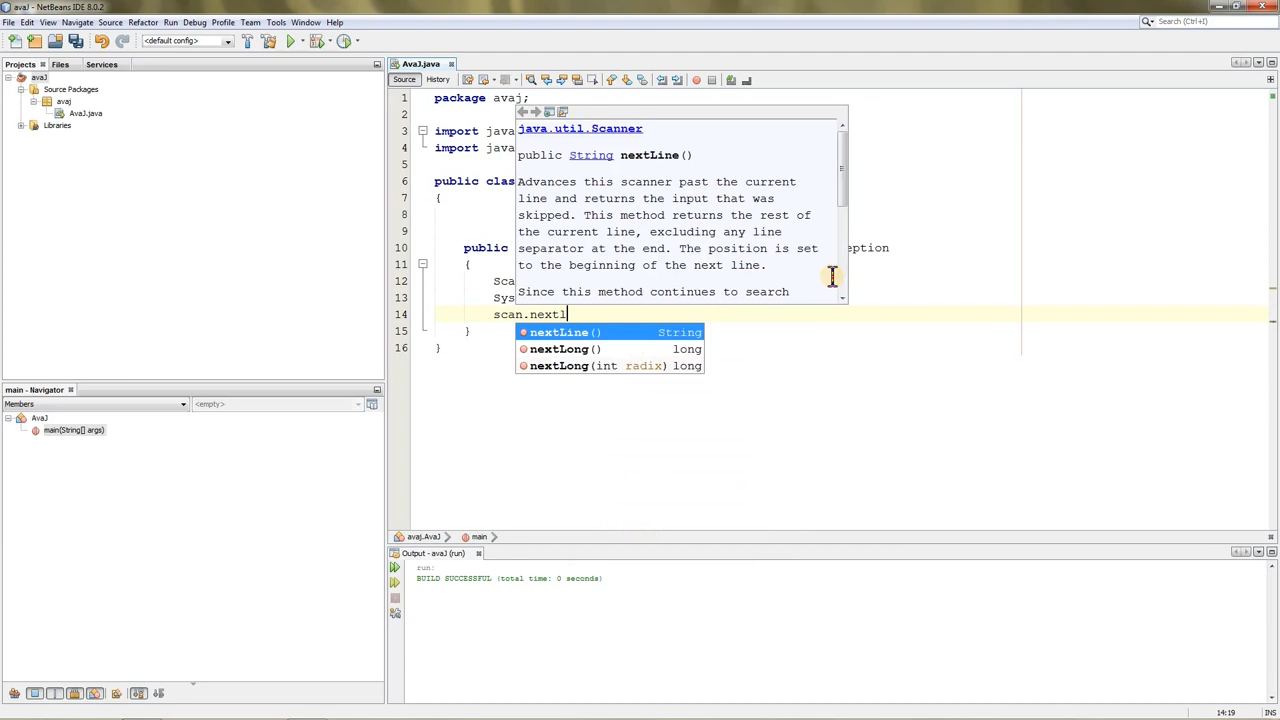 avaJ - NetBeans IDE 8.0.2
File Edit View Navigate Source Refactor Run Debug Profile Team Tools Window Help
Search (Ctrl+I)
<default config>
Projects Files Services
avaJ
Source Packages
avaj
AvaJ.java
Libraries
AvaJ.java
Source History
1 package avaj;
2
3 import java
4 import java
5
6 public clas
7 {
8
10 public
11 {
12 Sca
13 Sys
14 scan.nextl
15 }
16 }
eption
java.util.Scanner
public String nextLine()
Advances this scanner past the current
line and returns the input that was
skipped. This method returns the rest of
the current line, excluding any line
separator at the end. The position is set
to the beginning of the next line.
Since this method continues to search
nextLine() String
nextLong() long
nextLong(int radix) long
main - Navigator
Members <empty>
AvaJ
main(String[] args)
avaj.AvaJ main
Output - avaJ (run)
run:
BUILD SUCCESSFUL (total time: 0 seconds)
14:19 INS